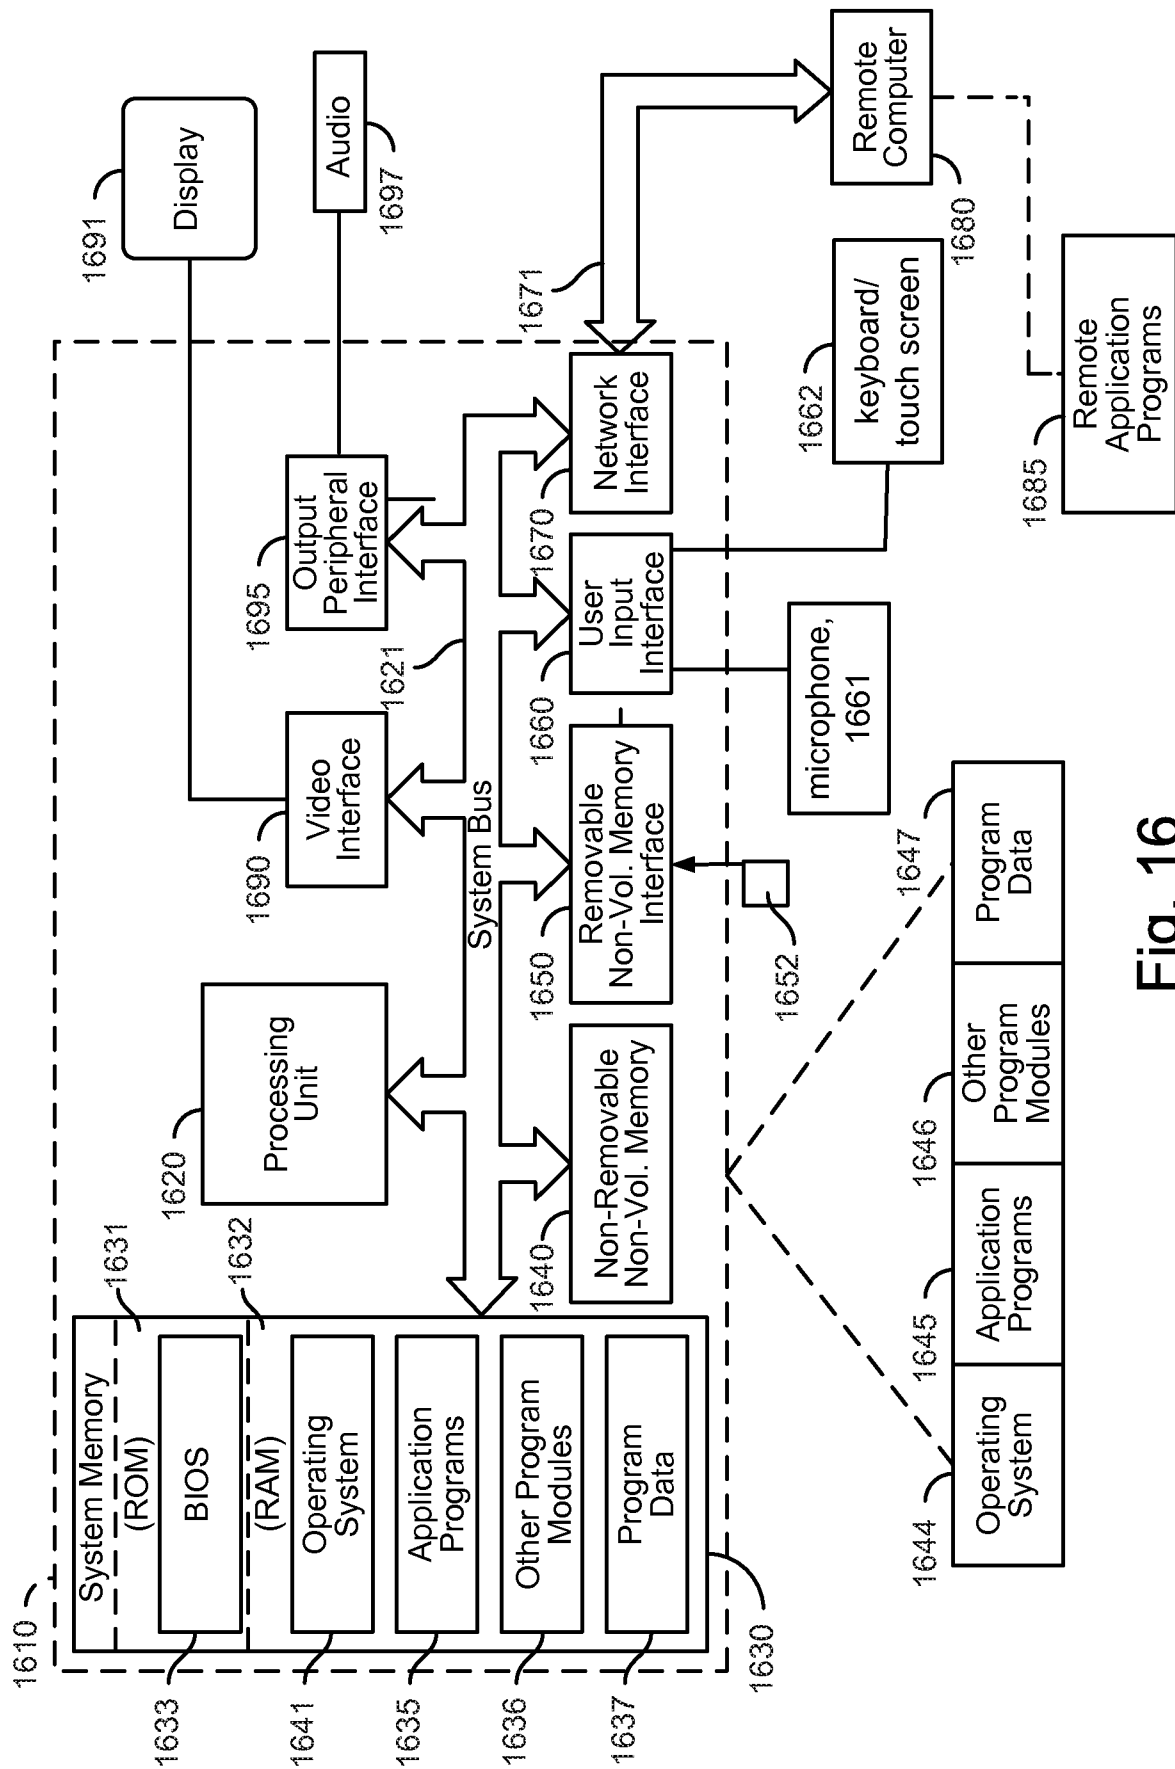 1610
System Memory
(ROM)
1631
BIOS
1633
(RAM)
1632
Operating
System
1641
Application
Programs
1635
Other Program
Modules
1636
Program
Data
1637
1630
1620
Processing
Unit
1690
Video
Interface
1695
Output
Peripheral
Interface
1691
Display
Audio
1697
1621
System Bus
1640
Non-Removable
Non-Vol. Memory
1650
Removable
Non-Vol. Memory
Interface
1652
1660
User
Input
Interface
1670
Network
Interface
1671
microphone,
1661
1662
keyboard/
touch screen
Remote
Computer
1680
1685
Remote
Application
Programs
1644
Operating
System
1645
Application
Programs
1646
Other
Program
Modules
1647
Program
Data
Fig. 16